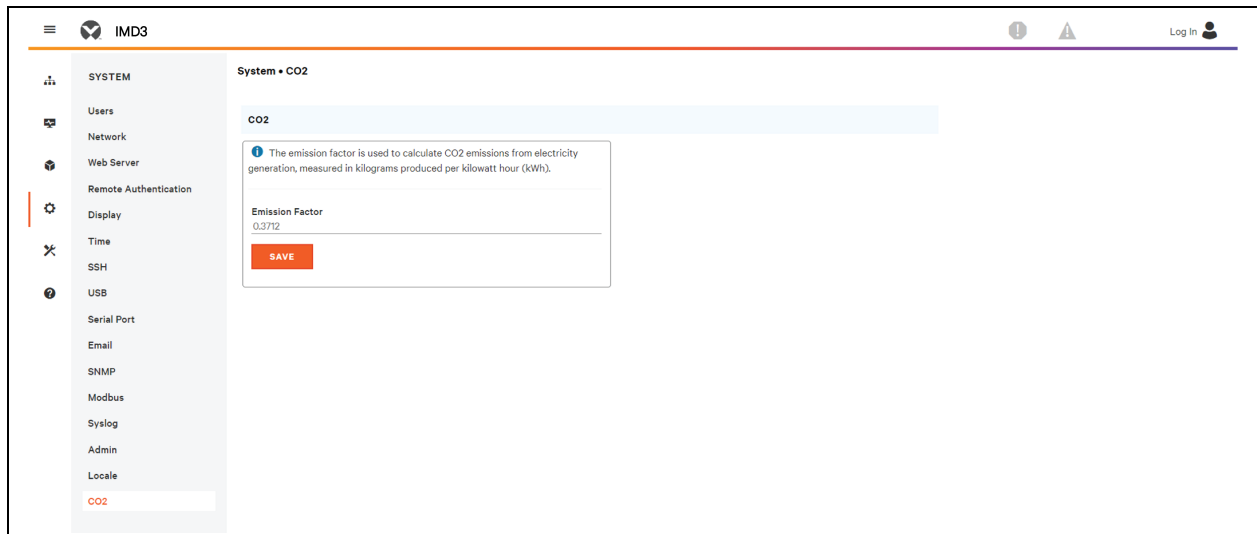 IMD3
Log In
SYSTEM
Users
Network
Web Server
Remote Authentication
Display
Time
SSH
USB
Serial Port
Email
SNMP
Modbus
Syslog
Admin
Locale
CO2
System • CO2
CO2
The emission factor is used to calculate CO2 emissions from electricity
generation, measured in kilograms produced per kilowatt hour (kWh).
Emission Factor
0.3712
SAVE